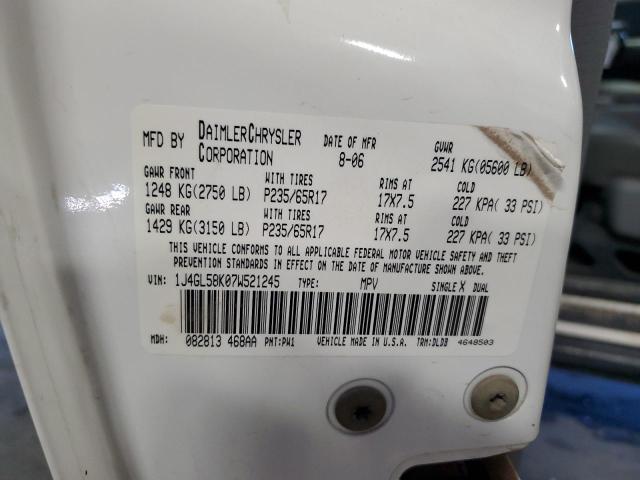 MFD BY DAIMLERCHRYSLER CORPORATION DATE OF MFR 8-06 GVWR 2541 KG(05600 LB)
GAWR FRONT WITH TIRES RIMS AT COLD
1248 KG(2750 LB) P235/65R17 17X7.5 227 KPA( 33 PSI)
GAWR REAR WITH TIRES RIMS AT COLD
1429 KG(3150 LB) P235/65R17 17X7.5 227 KPA( 33 PSI)
THIS VEHICLE CONFORMS TO ALL APPLICABLE FEDERAL MOTOR VEHICLE SAFETY AND THEFT
PREVENTION STANDARDS IN EFFECT ON THE DATE OF MANUFACTURE SHOWN ABOVE.
VIN: 1J4GL58K07W521245 TYPE: MPV SINGLE X DUAL
MDH: 082813 468AA PNT:PW1 VEHICLE MADE IN U.S.A. TRM:DLDB 4648503